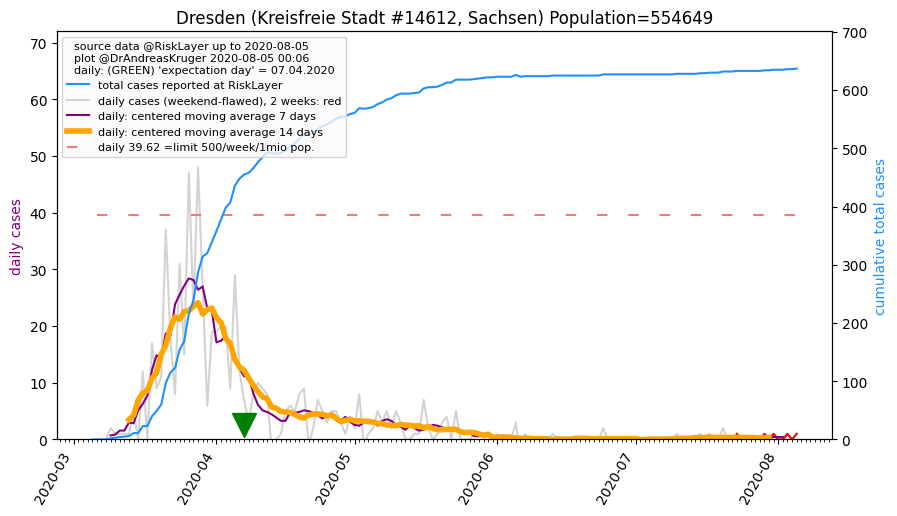 Dresden (Kreisfreie Stadt #14612, Sachsen) Population=554649
source data @RiskLayer up to 2020-08-05
plot @DrAndreasKruger 2020-08-05 00:06
daily: (GREEN) 'expectation day' = 07.04.2020
total cases reported at RiskLayer
daily cases (weekend-flawed), 2 weeks: red
daily: centered moving average 7 days
daily: centered moving average 14 days
daily 39.62 =limit 500/week/1mio pop.
daily cases
70
60
50
40
30
20
10
0
cumulative total cases
700
600
500
400
300
200
100
0
2020-03
2020-04
2020-05
2020-06
2020-07
2020-08